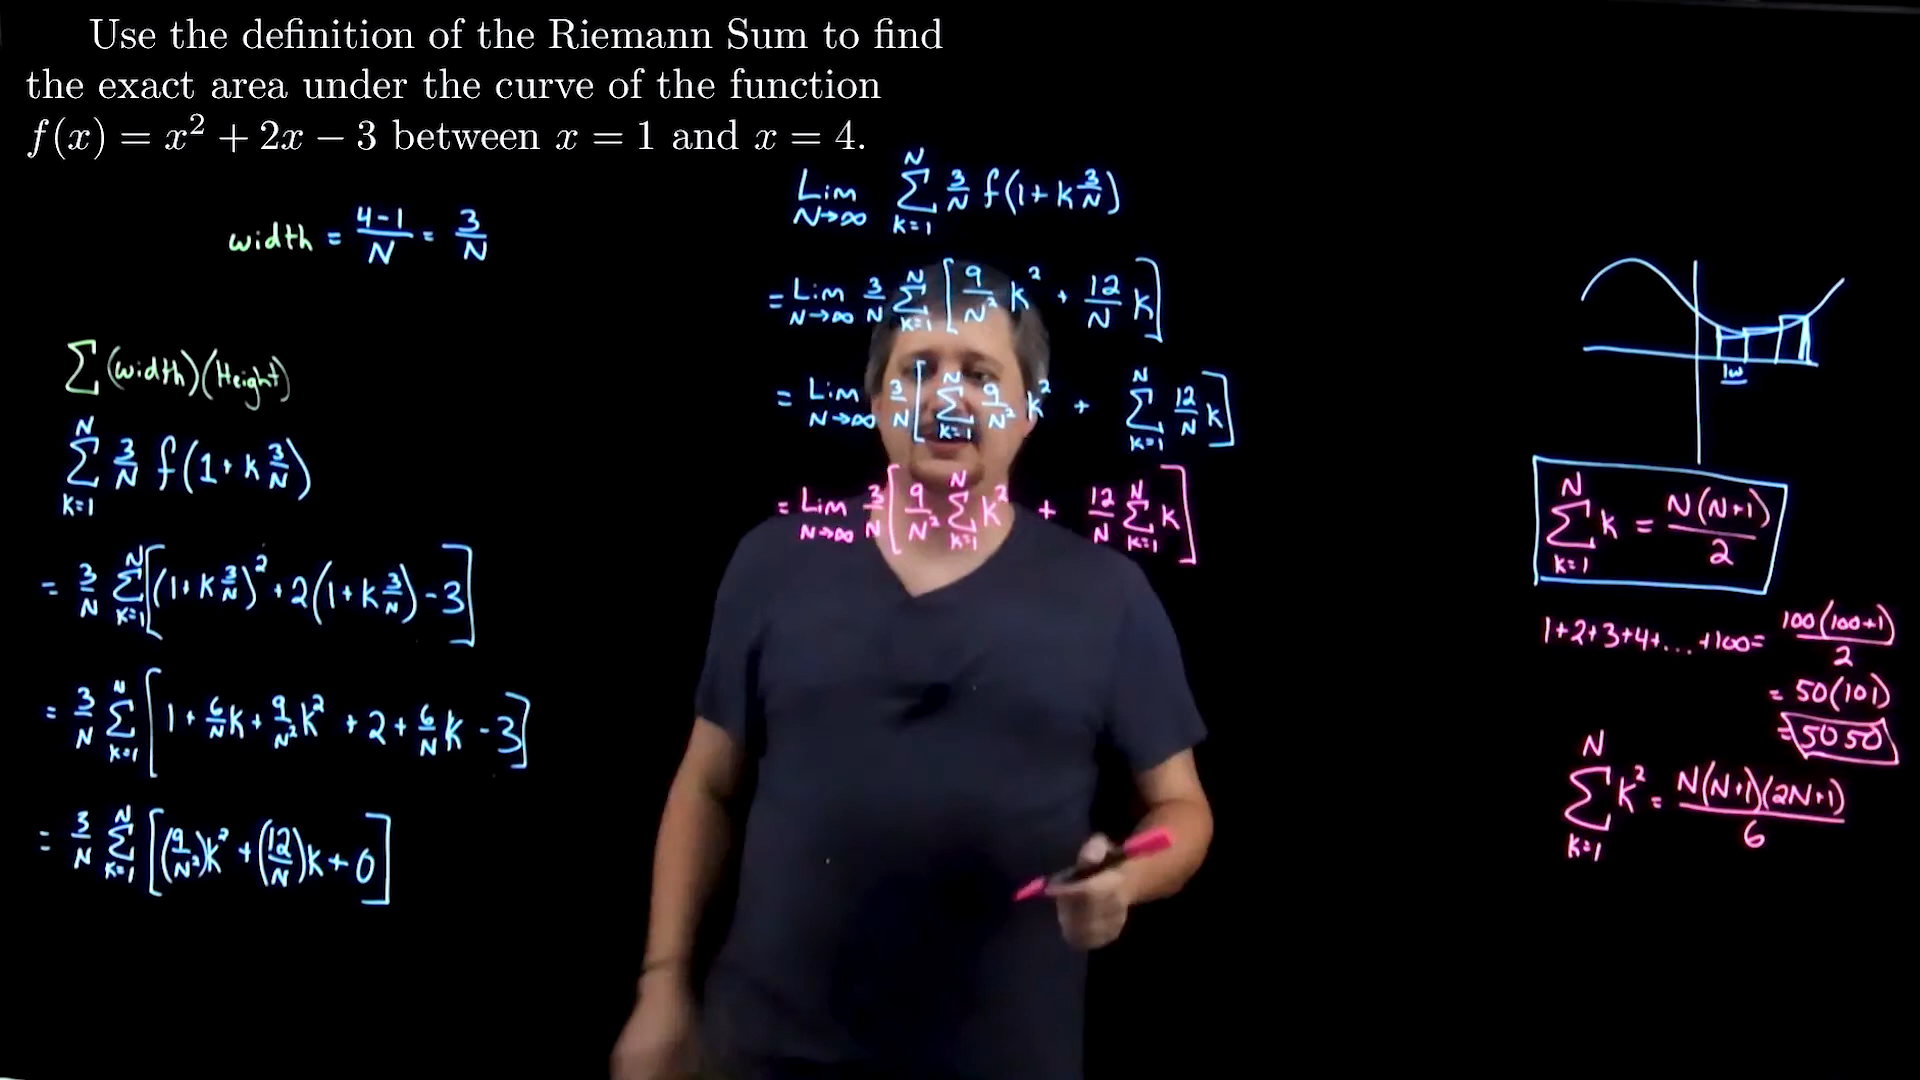 Use the definition of the Riemann Sum to find
the exact area under the curve of the function
f(x) = x² + 2x − 3 between x = 1 and x = 4.
width = (4-1)/N = 3/N
Σ (width)(Height)
Σ_{k=1}^{N} 3/N f(1+k 3/N)
= 3/N Σ_{k=1}^{N} [(1+k 3/N)² + 2(1+k 3/N) - 3]
= 3/N Σ_{k=1}^{N} [1 + 6/N k + 9/N² k² + 2 + 6/N k - 3]
= 3/N Σ_{k=1}^{N} [(9/N²)k² + (12/N)k + 0]
Lim_{N→∞} Σ_{k=1}^{N} 3/N f(1+k 3/N)
= Lim_{N→∞} 3/N Σ_{k=1}^{N} [9/N² k² + 12/N k]
= Lim_{N→∞} 3/N [Σ_{k=1}^{N} 9/N² k² + Σ_{k=1}^{N} 12/N k]
= Lim_{N→∞} 3/N [9/N² Σ_{k=1}^{N} k² + 12/N Σ_{k=1}^{N} k]
Σ_{k=1}^{N} k = N(N+1)/2
1+2+3+4+...+100 = 100(100+1)/2
= 50(101)
= 5050
Σ_{k=1}^{N} k² = N(N+1)(2N+1)/6